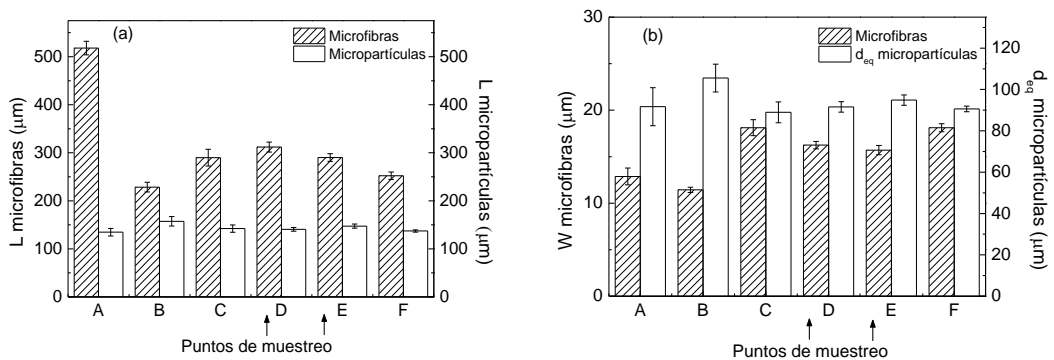 (a)
Microfibras
Micropartículas
L microfibras (μm)
500
400
300
200
100
0
L micropartículas (μm)
500
400
300
200
100
0
A B C D E F
Puntos de muestreo
(b)
Microfibras
d_eq micropartículas
W microfibras (μm)
30
20
10
0
d_eq micropartículas (μm)
120
100
80
60
40
20
0
A B C D E F
Puntos de muestreo